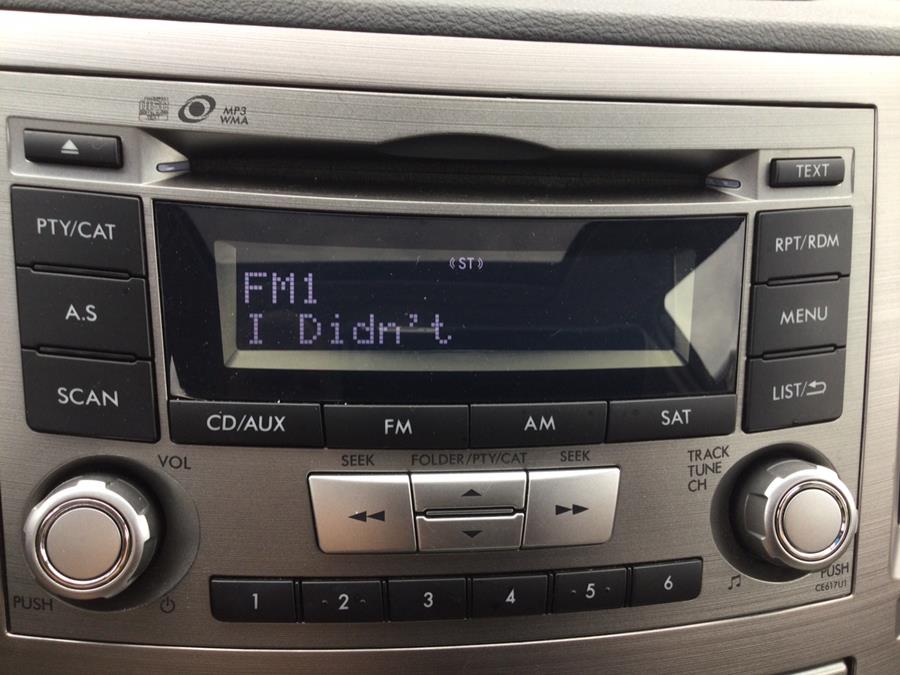 MP3
WMA
TEXT
PTY/CAT
A.S
SCAN
(ST)
FM1
I Didn't
RPT/RDM
MENU
LIST/
CD/AUX
FM
AM
SAT
VOL
SEEK
FOLDER/PTY/CAT
SEEK
TRACK
TUNE
CH
PUSH
1
2
3
4
5
6
PUSH
CE617U1